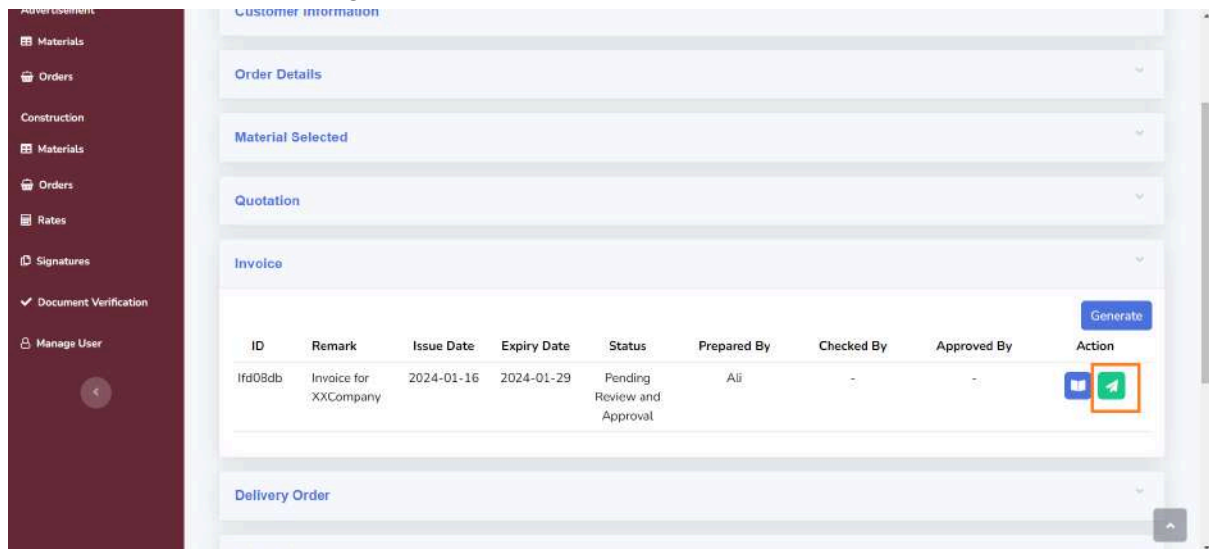 Advertisement
Materials
Orders
Construction
Materials
Orders
Rates
Signatures
Document Verification
Manage User
Customer Information
Order Details
Material Selected
Quotation
Invoice
Generate
ID Remark Issue Date Expiry Date Status Prepared By Checked By Approved By Action
Ifd08db Invoice for 2024-01-16 2024-01-29 Pending Ali - -
XXCompany Review and
Approval
Delivery Order